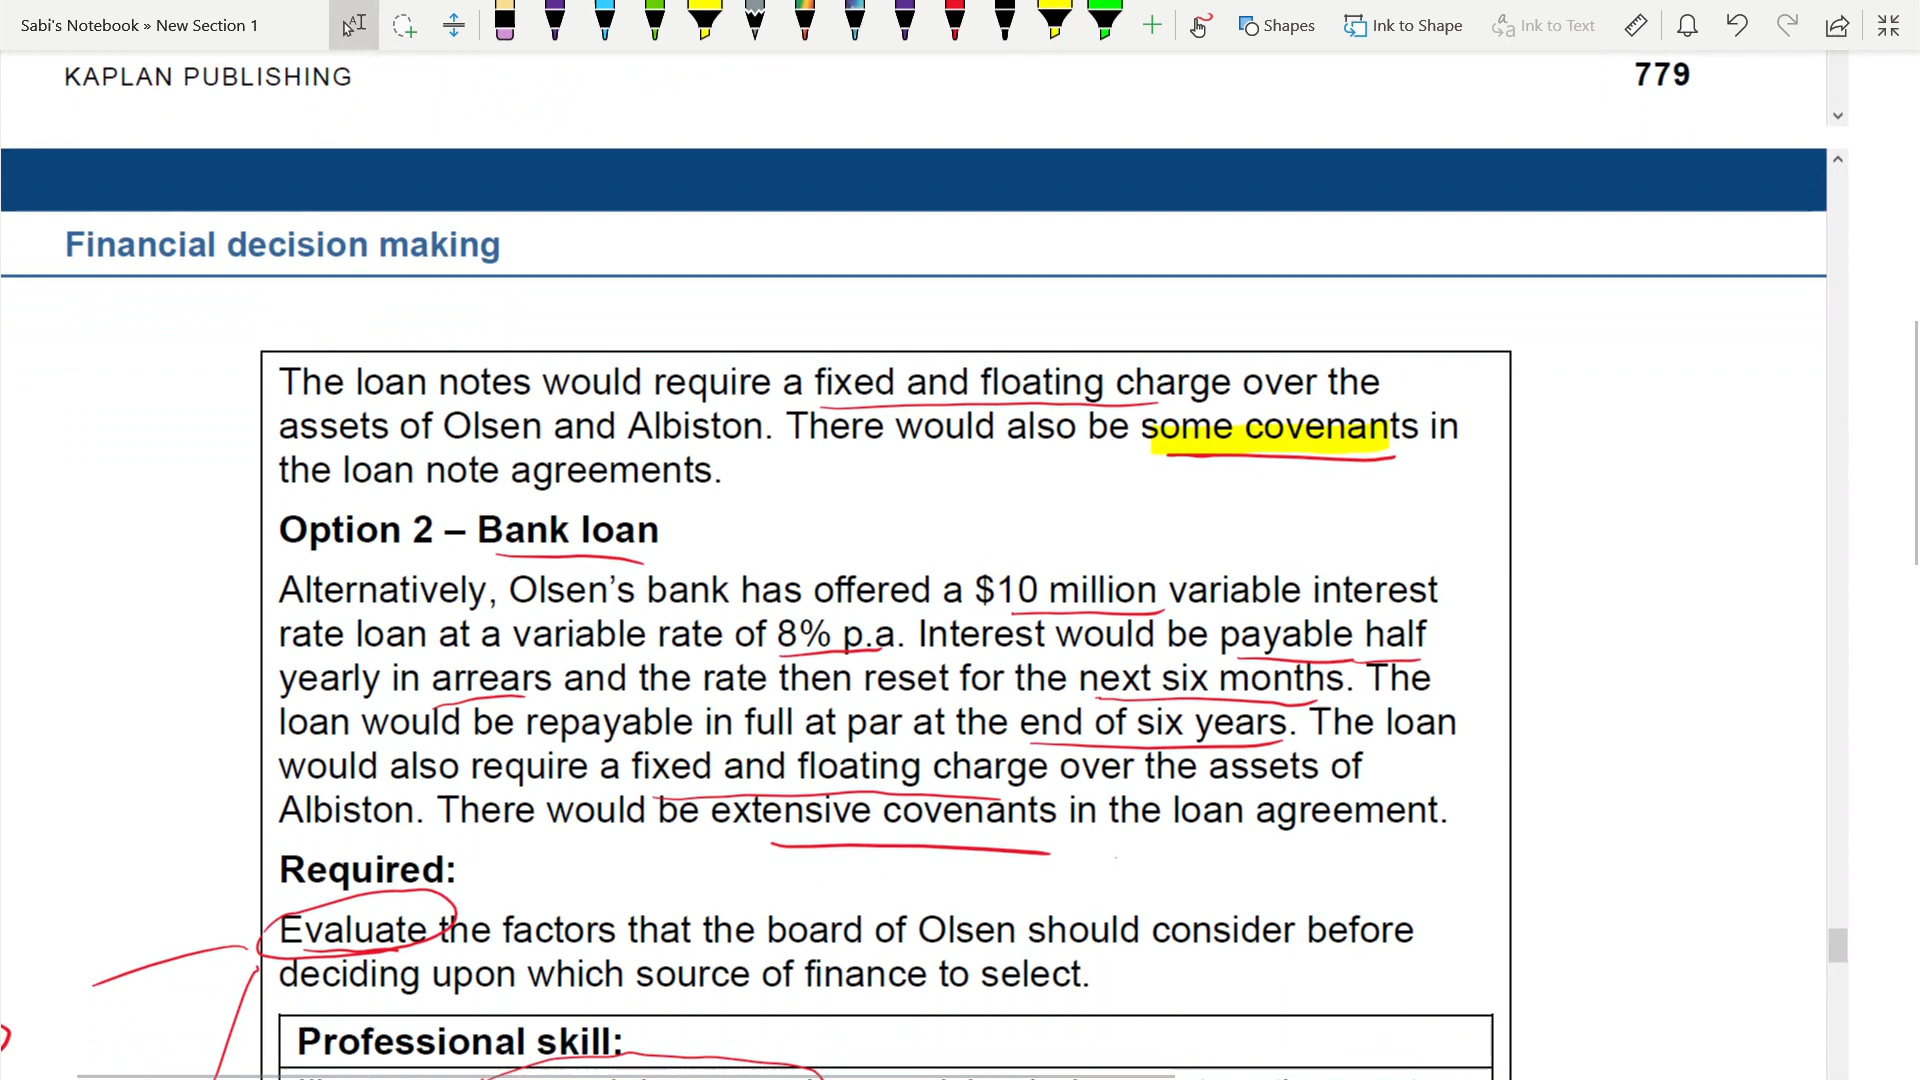 Sabi's Notebook » New Section 1
Shapes
Ink to Shape
Ink to Text
KAPLAN PUBLISHING
779
Financial decision making
The loan notes would require a fixed and floating charge over the
assets of Olsen and Albiston. There would also be some covenants in
the loan note agreements.
Option 2 – Bank loan
Alternatively, Olsen’s bank has offered a $10 million variable interest
rate loan at a variable rate of 8% p.a. Interest would be payable half
yearly in arrears and the rate then reset for the next six months. The
loan would be repayable in full at par at the end of six years. The loan
would also require a fixed and floating charge over the assets of
Albiston. There would be extensive covenants in the loan agreement.
Required:
Evaluate the factors that the board of Olsen should consider before
deciding upon which source of finance to select.
Professional skill: